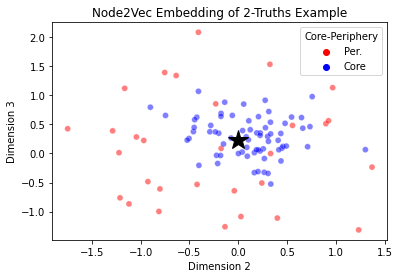 Node2Vec Embedding of 2-Truths Example
Core-Periphery
Per.
Core
2.0
1.5
1.0
0.5
0.0
−0.5
−1.0
Dimension 3
−1.5 −1.0 −0.5 0.0 0.5 1.0 1.5
Dimension 2